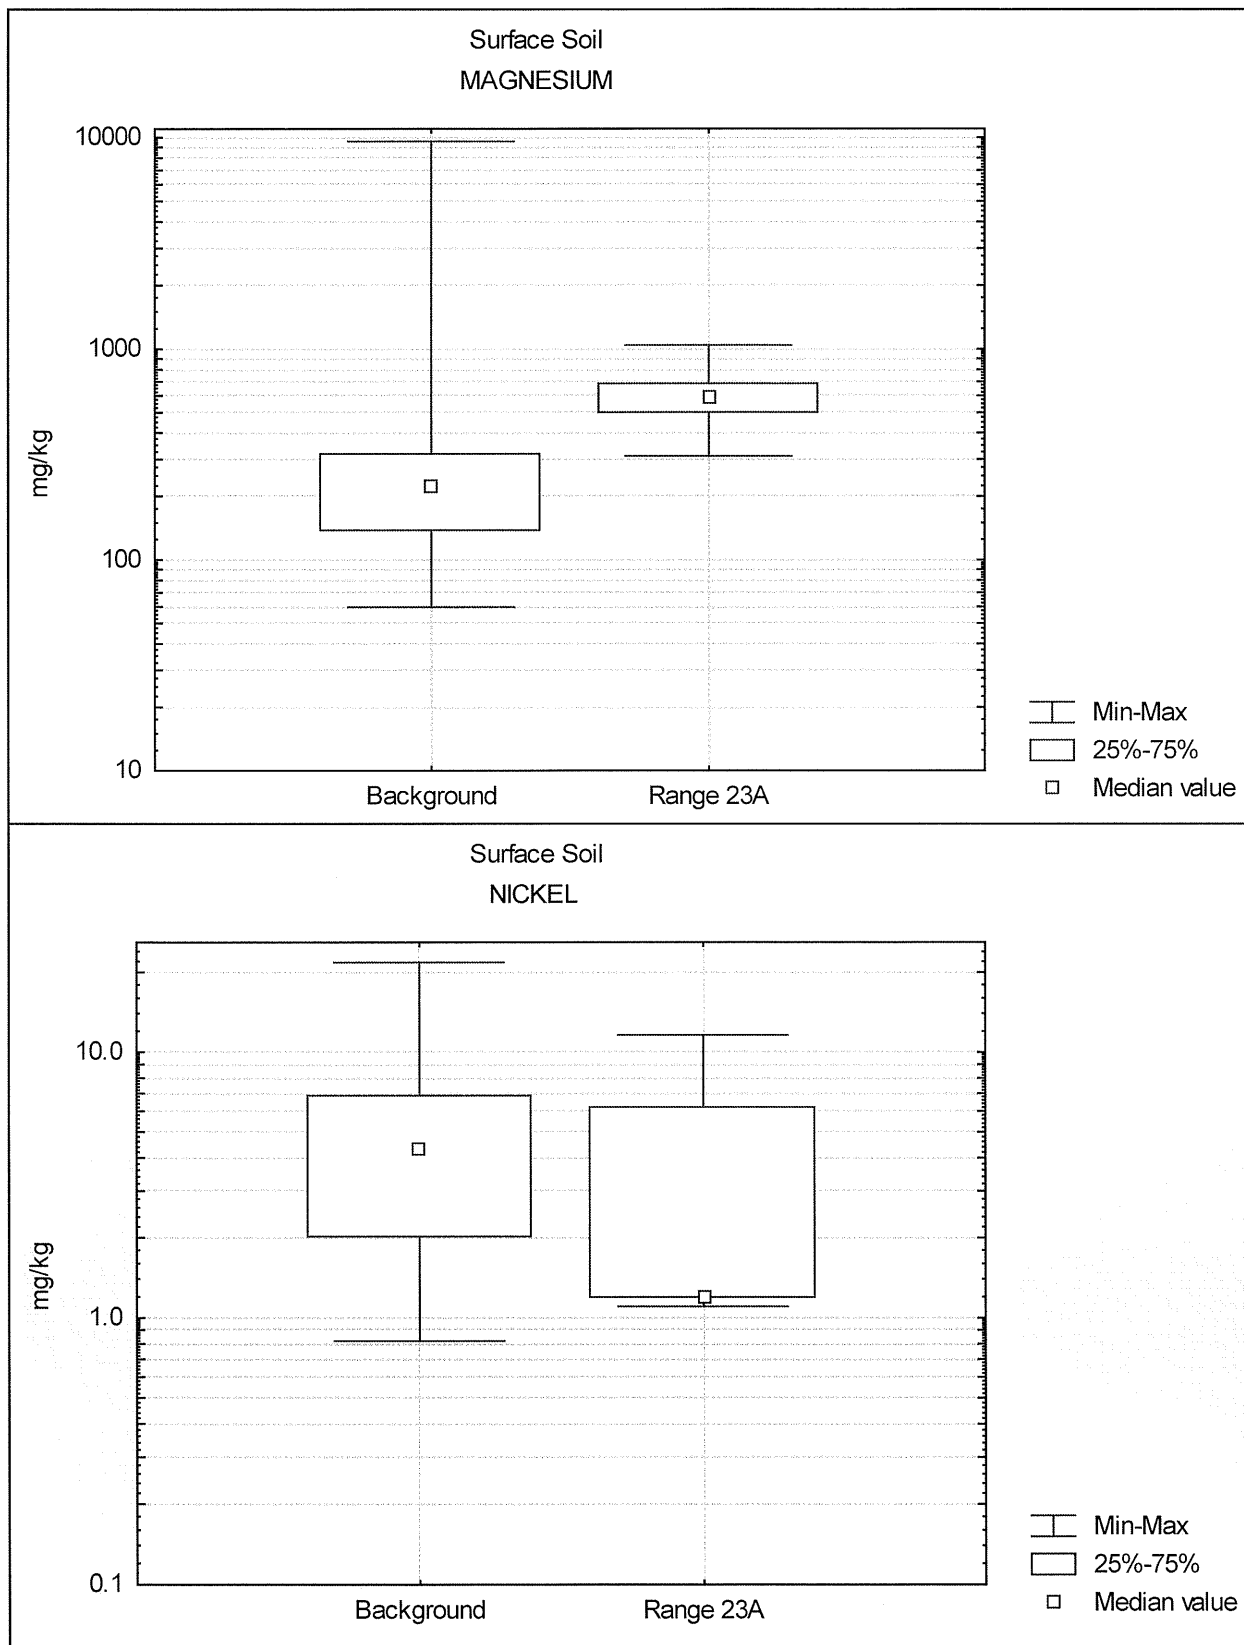 Surface Soil
MAGNESIUM
10000
1000
100
10
mg/kg
Background
Range 23A
Min-Max
25%-75%
Median value
Surface Soil
NICKEL
10.0
1.0
0.1
mg/kg
Background
Range 23A
Min-Max
25%-75%
Median value